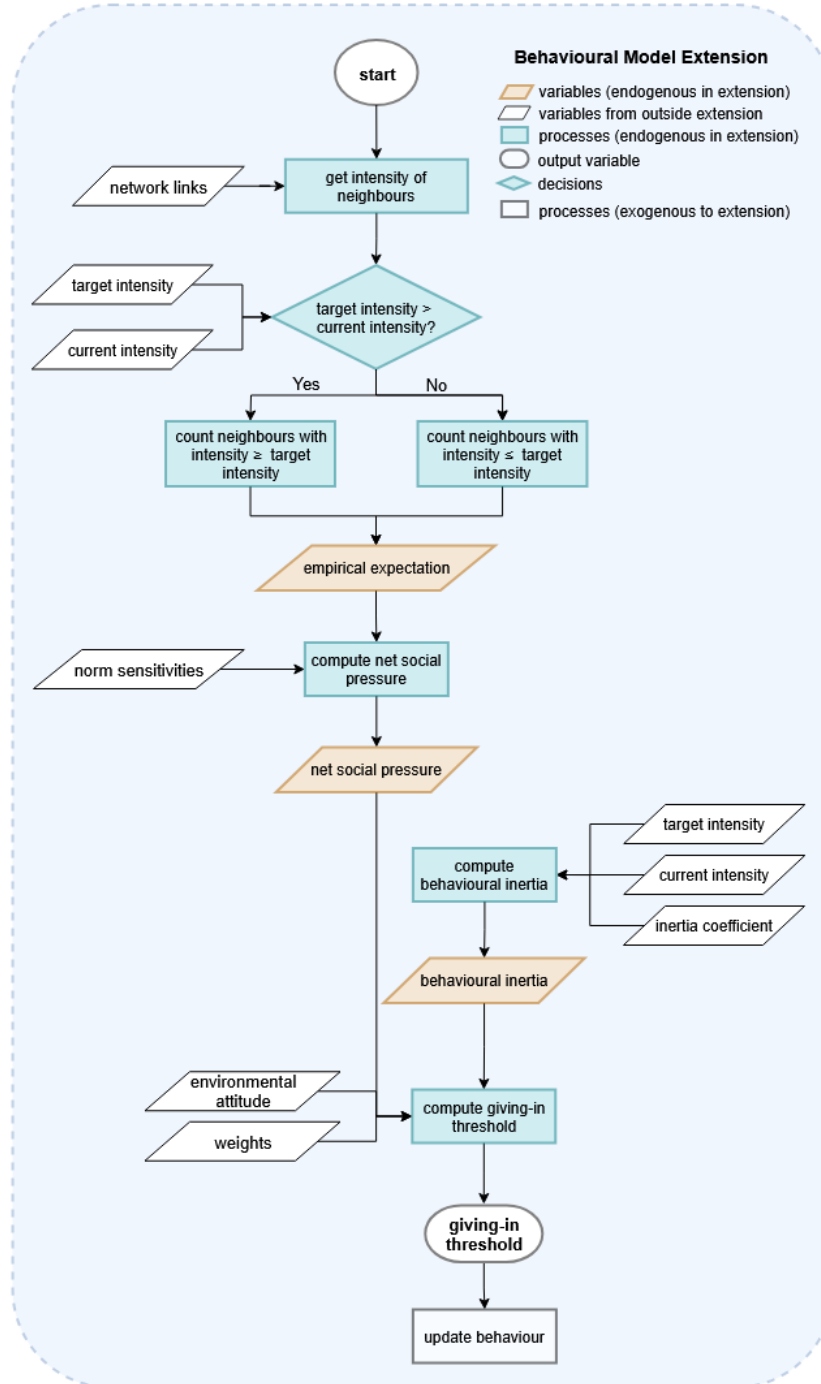 start
Behavioural Model Extension
variables (endogenous in extension)
variables from outside extension
processes (endogenous in extension)
output variable
decisions
processes (exogenous to extension)
network links
get intensity of
neighbours
target intensity
current intensity
target intensity >
current intensity?
Yes
No
count neighbours with
intensity ≥ target
intensity
count neighbours with
intensity ≤ target
intensity
empirical expectation
norm sensitivities
compute net social
pressure
net social pressure
target intensity
current intensity
inertia coefficient
compute
behavioural inertia
behavioural inertia
environmental
attitude
weights
compute giving-in
threshold
giving-in
threshold
update behaviour